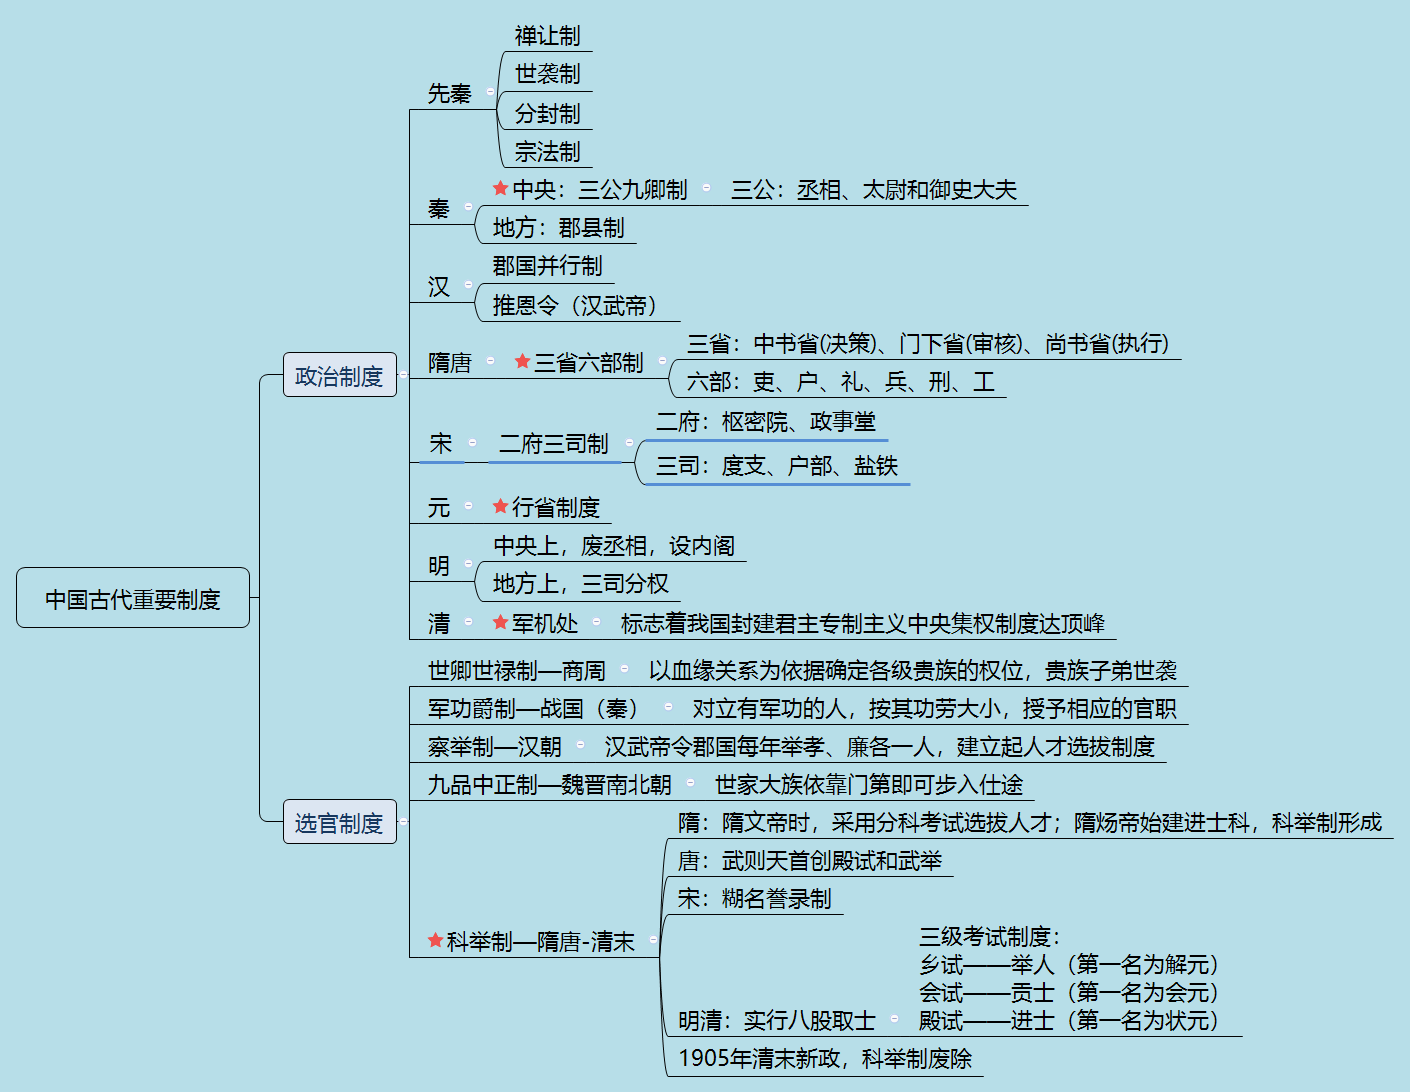 中国古代重要制度
政治制度
先秦
禅让制
世袭制
分封制
宗法制
秦
中央：三公九卿制
三公：丞相、太尉和御史大夫
地方：郡县制
汉
郡国并行制
推恩令（汉武帝）
隋唐
三省六部制
三省：中书省(决策)、门下省(审核)、尚书省(执行)
六部：吏、户、礼、兵、刑、工
宋
二府三司制
二府：枢密院、政事堂
三司：度支、户部、盐铁
元
行省制度
明
中央上，废丞相，设内阁
地方上，三司分权
清
军机处
标志着我国封建君主专制主义中央集权制度达顶峰
选官制度
世卿世禄制—商周
以血缘关系为依据确定各级贵族的权位，贵族子弟世袭
军功爵制—战国（秦）
对立有军功的人，按其功劳大小，授予相应的官职
察举制—汉朝
汉武帝令郡国每年举孝、廉各一人，建立起人才选拔制度
九品中正制—魏晋南北朝
世家大族依靠门第即可步入仕途
科举制—隋唐-清末
隋：隋文帝时，采用分科考试选拔人才；隋炀帝始建进士科，科举制形成
唐：武则天首创殿试和武举
宋：糊名誊录制
明清：实行八股取士
三级考试制度：
乡试——举人（第一名为解元）
会试——贡士（第一名为会元）
殿试——进士（第一名为状元）
1905年清末新政，科举制废除